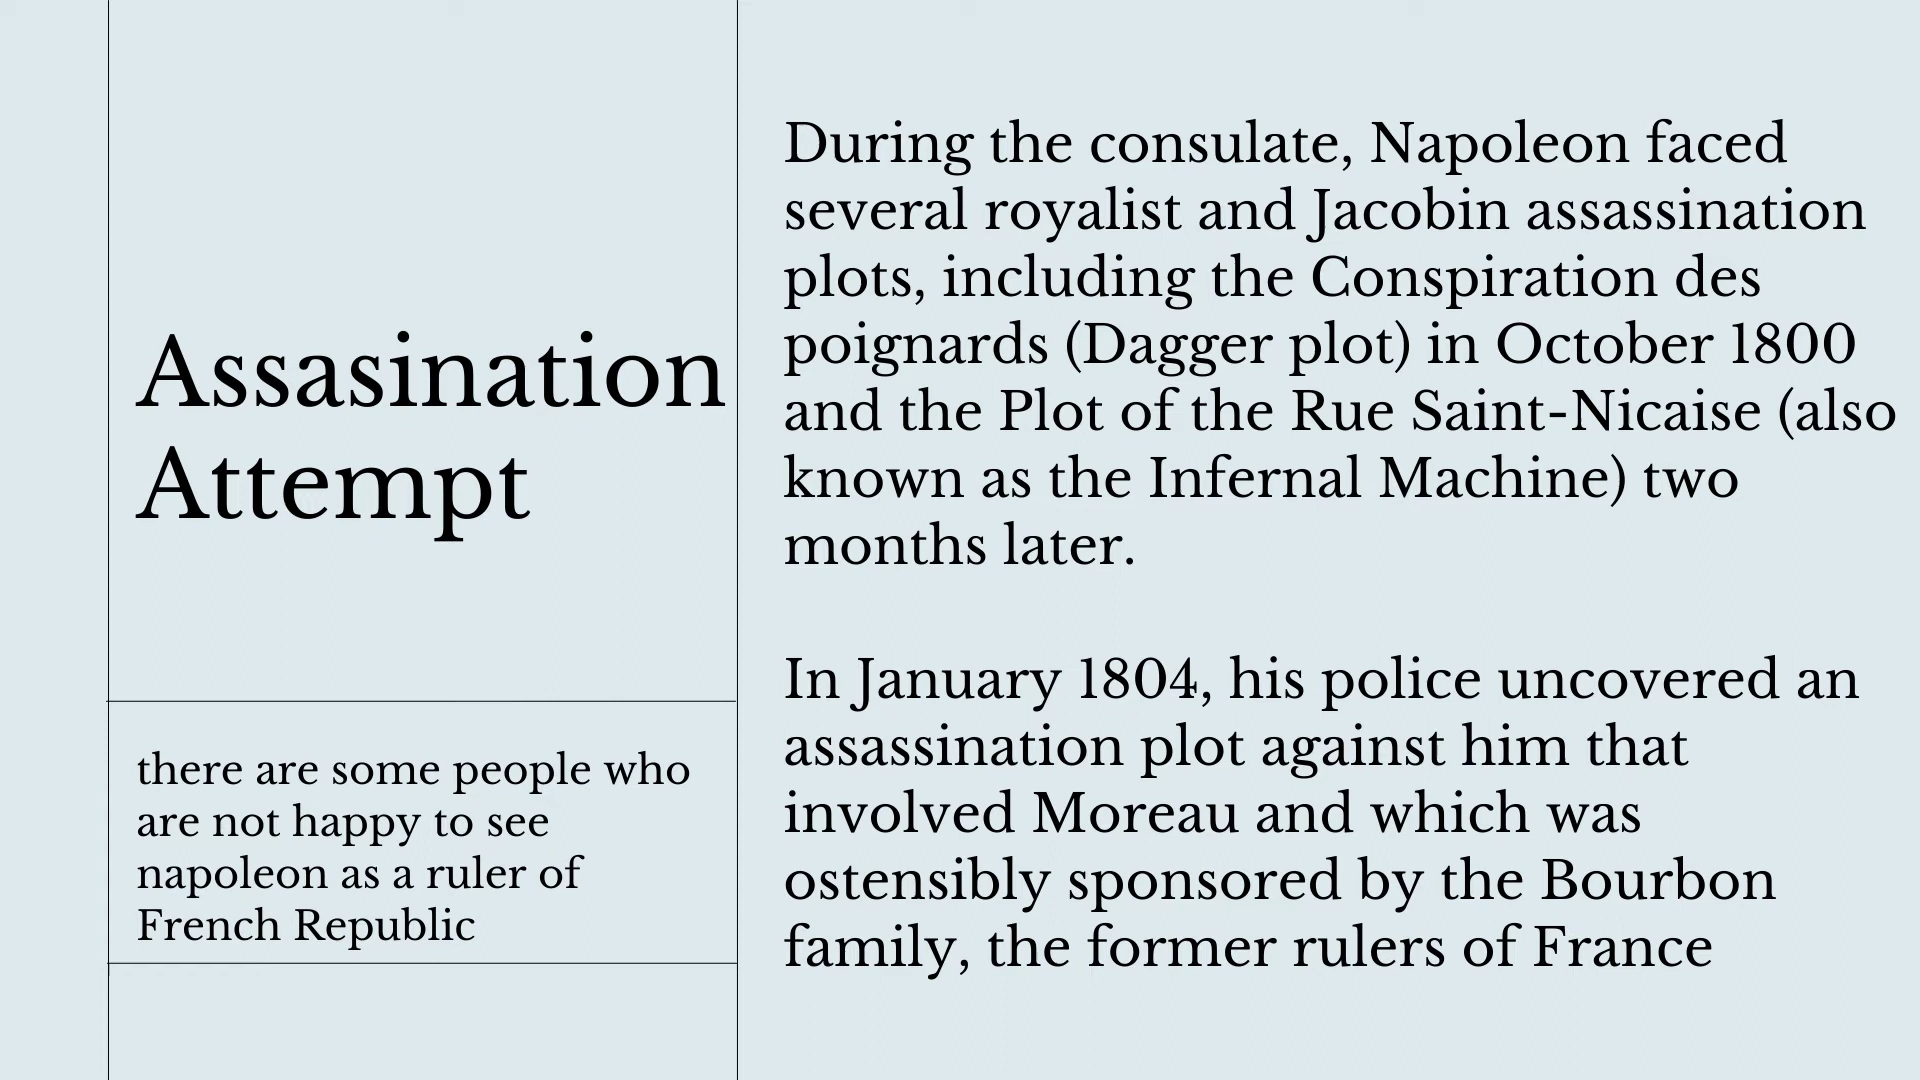 Assasination
Attempt
there are some people who
are not happy to see
napoleon as a ruler of
French Republic
During the consulate, Napoleon faced
several royalist and Jacobin assassination
plots, including the Conspiration des
poignards (Dagger plot) in October 1800
and the Plot of the Rue Saint-Nicaise (also
known as the Infernal Machine) two
months later.
In January 1804, his police uncovered an
assassination plot against him that
involved Moreau and which was
ostensibly sponsored by the Bourbon
family, the former rulers of France